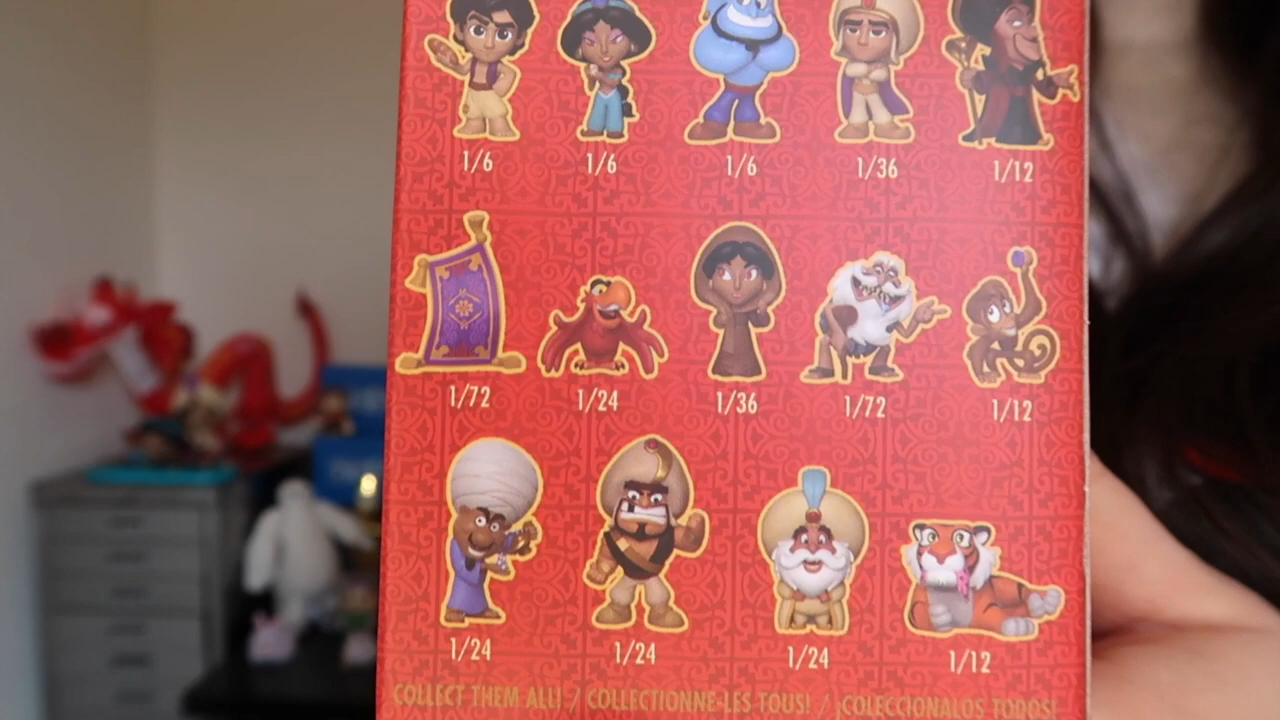 1/6 1/6 1/6 1/36 1/12
1/72 1/24 1/36 1/72 1/12
1/24 1/24 1/24 1/12
COLLECT THEM ALL! / COLLECTIONNE-LES TOUS! / ¡COLECCIONALOS TODOS!